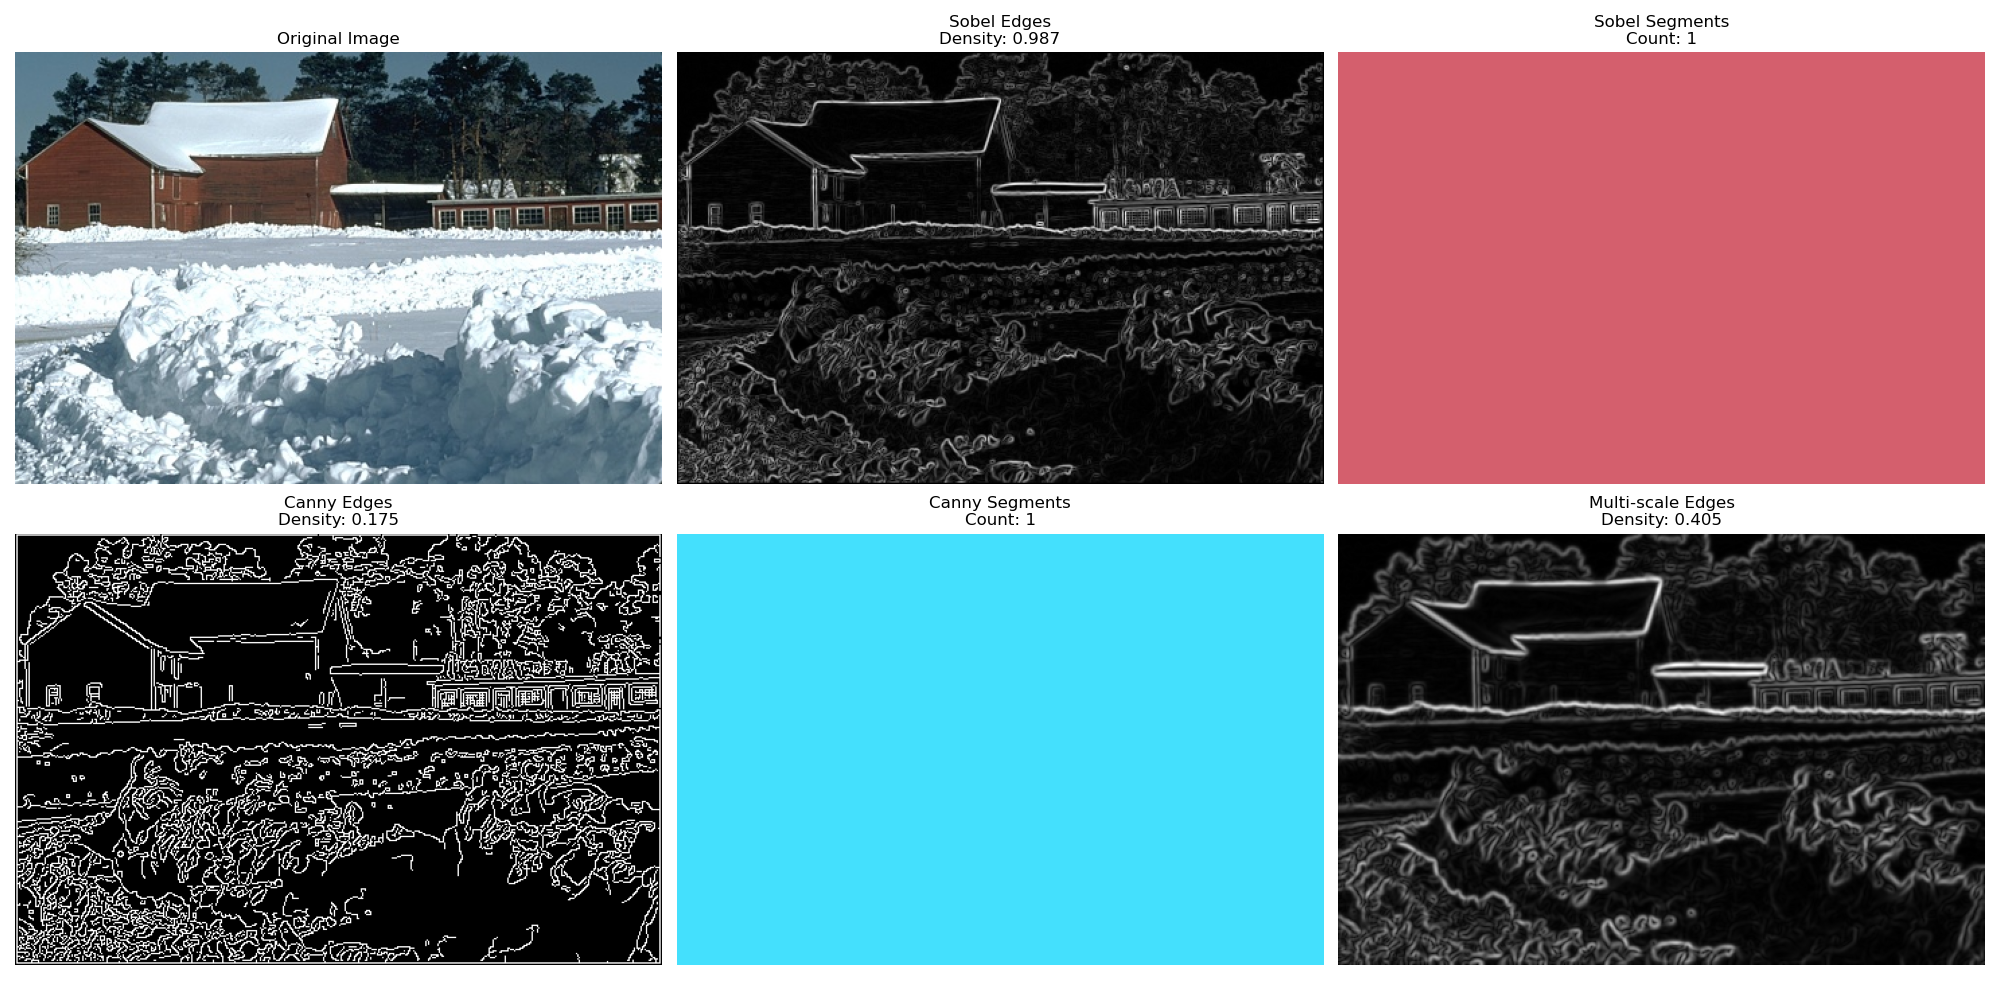 Original Image
Sobel Edges
Density: 0.987
Sobel Segments
Count: 1
Canny Edges
Density: 0.175
Canny Segments
Count: 1
Multi-scale Edges
Density: 0.405